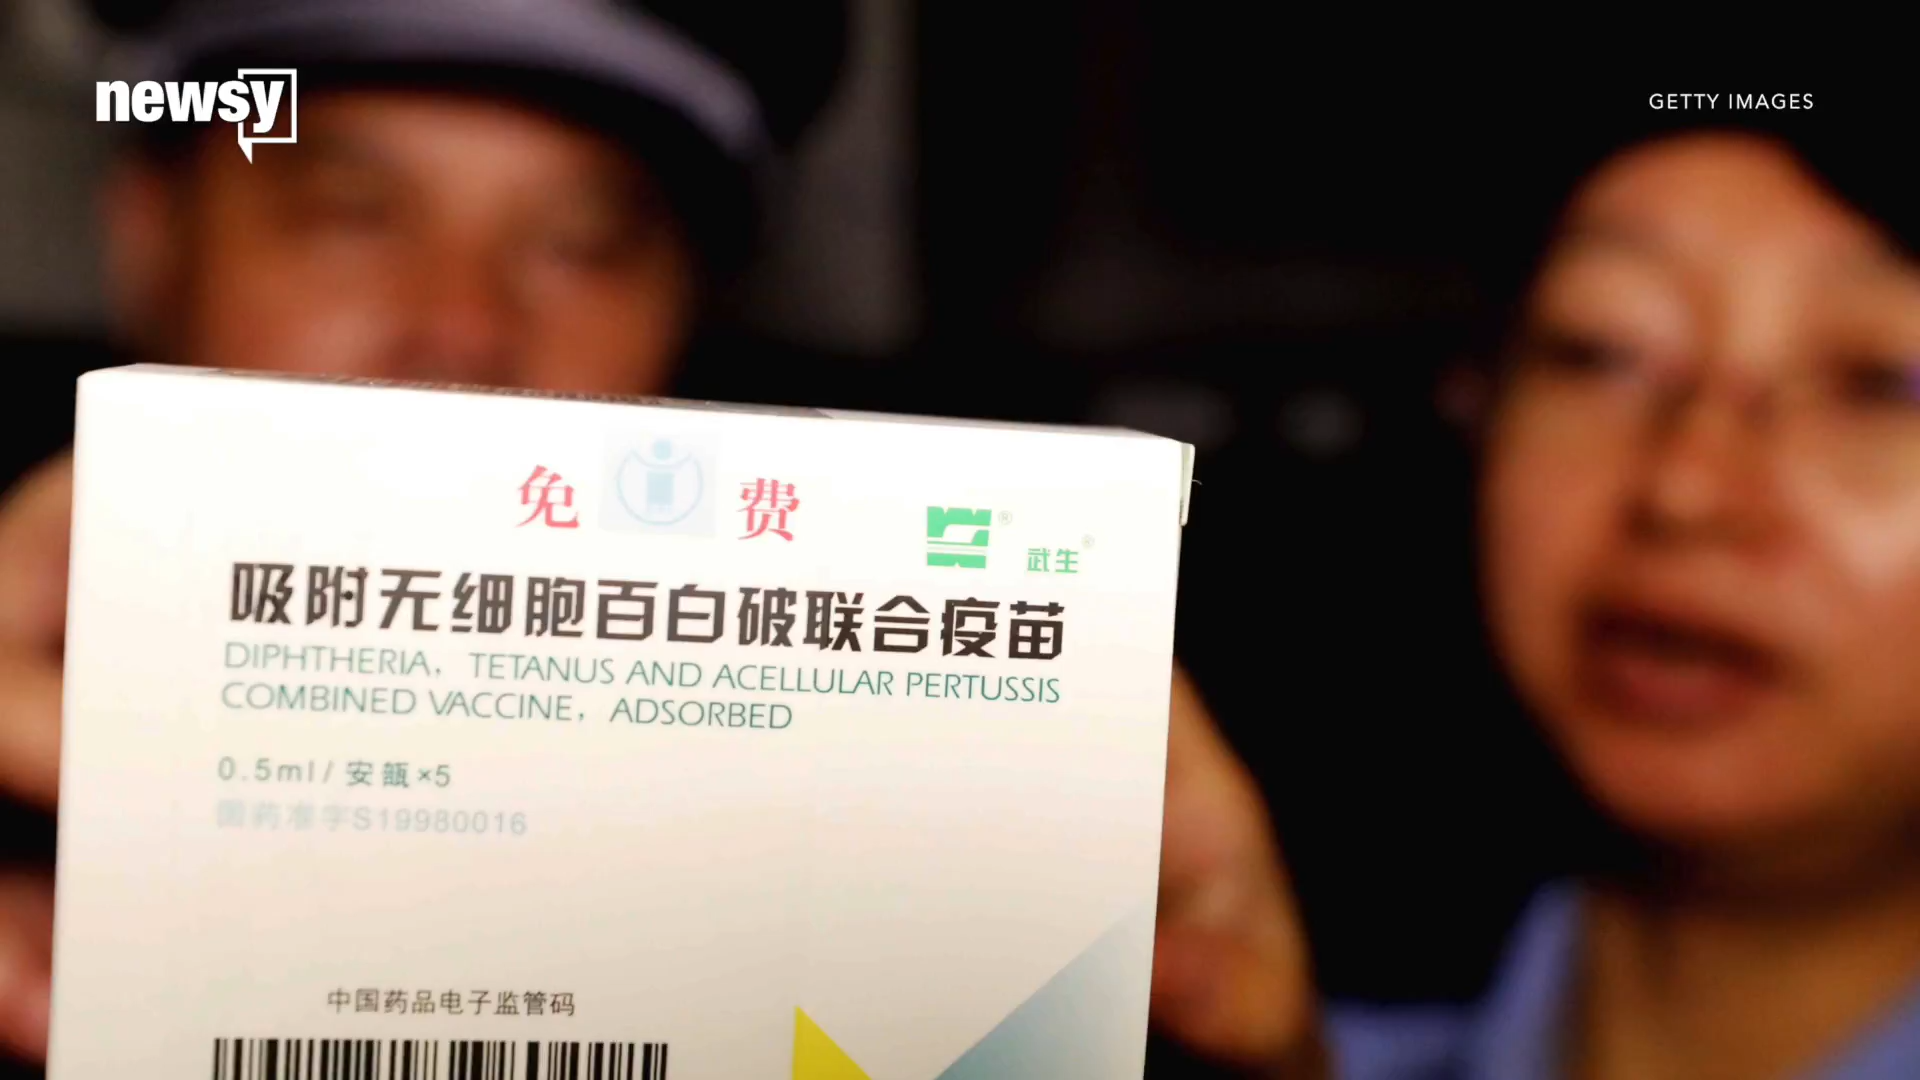 newsy
GETTY IMAGES
免 费
武生
吸附无细胞百白破联合疫苗
DIPHTHERIA, TETANUS AND ACELLULAR PERTUSSIS
COMBINED VACCINE, ADSORBED
0.5ml/安瓿×5
国药准字S19980016
中国药品电子监管码